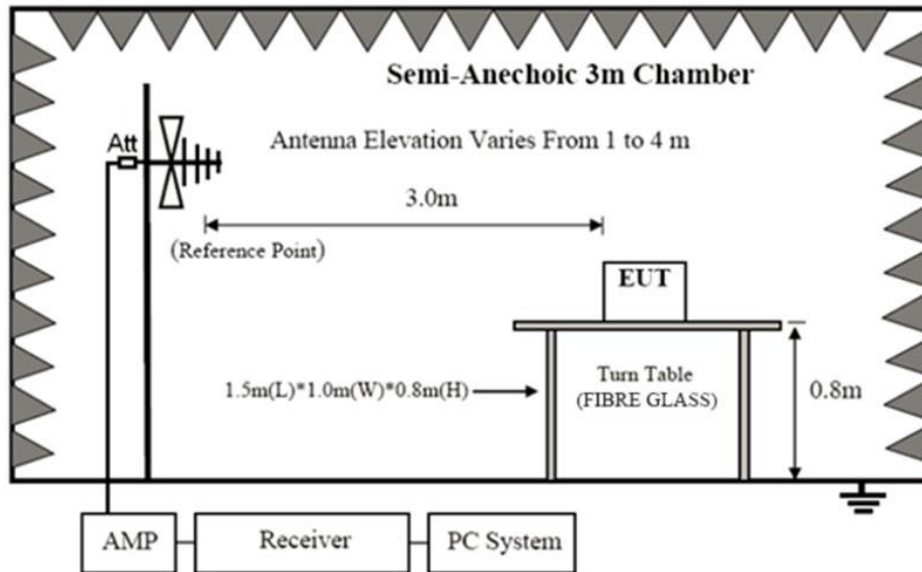 Semi-Anechoic 3m Chamber
Att
Antenna Elevation Varies From 1 to 4 m
3.0m
(Reference Point)
EUT
1.5m(L)*1.0m(W)*0.8m(H)
Turn Table
(FIBRE GLASS)
0.8m
AMP
Receiver
PC System